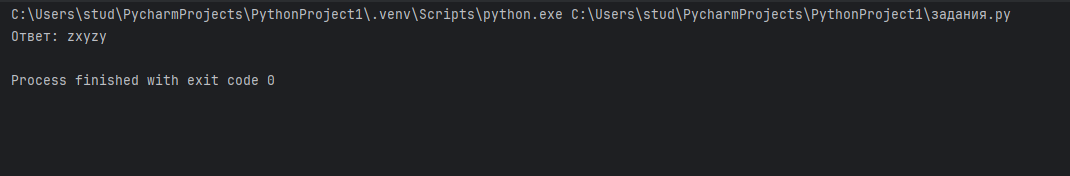 C:\Users\stud\PycharmProjects\PythonProject1\.venv\Scripts\python.exe C:\Users\stud\PycharmProjects\PythonProject1\задания.py
Ответ: zxyzy
Process finished with exit code 0